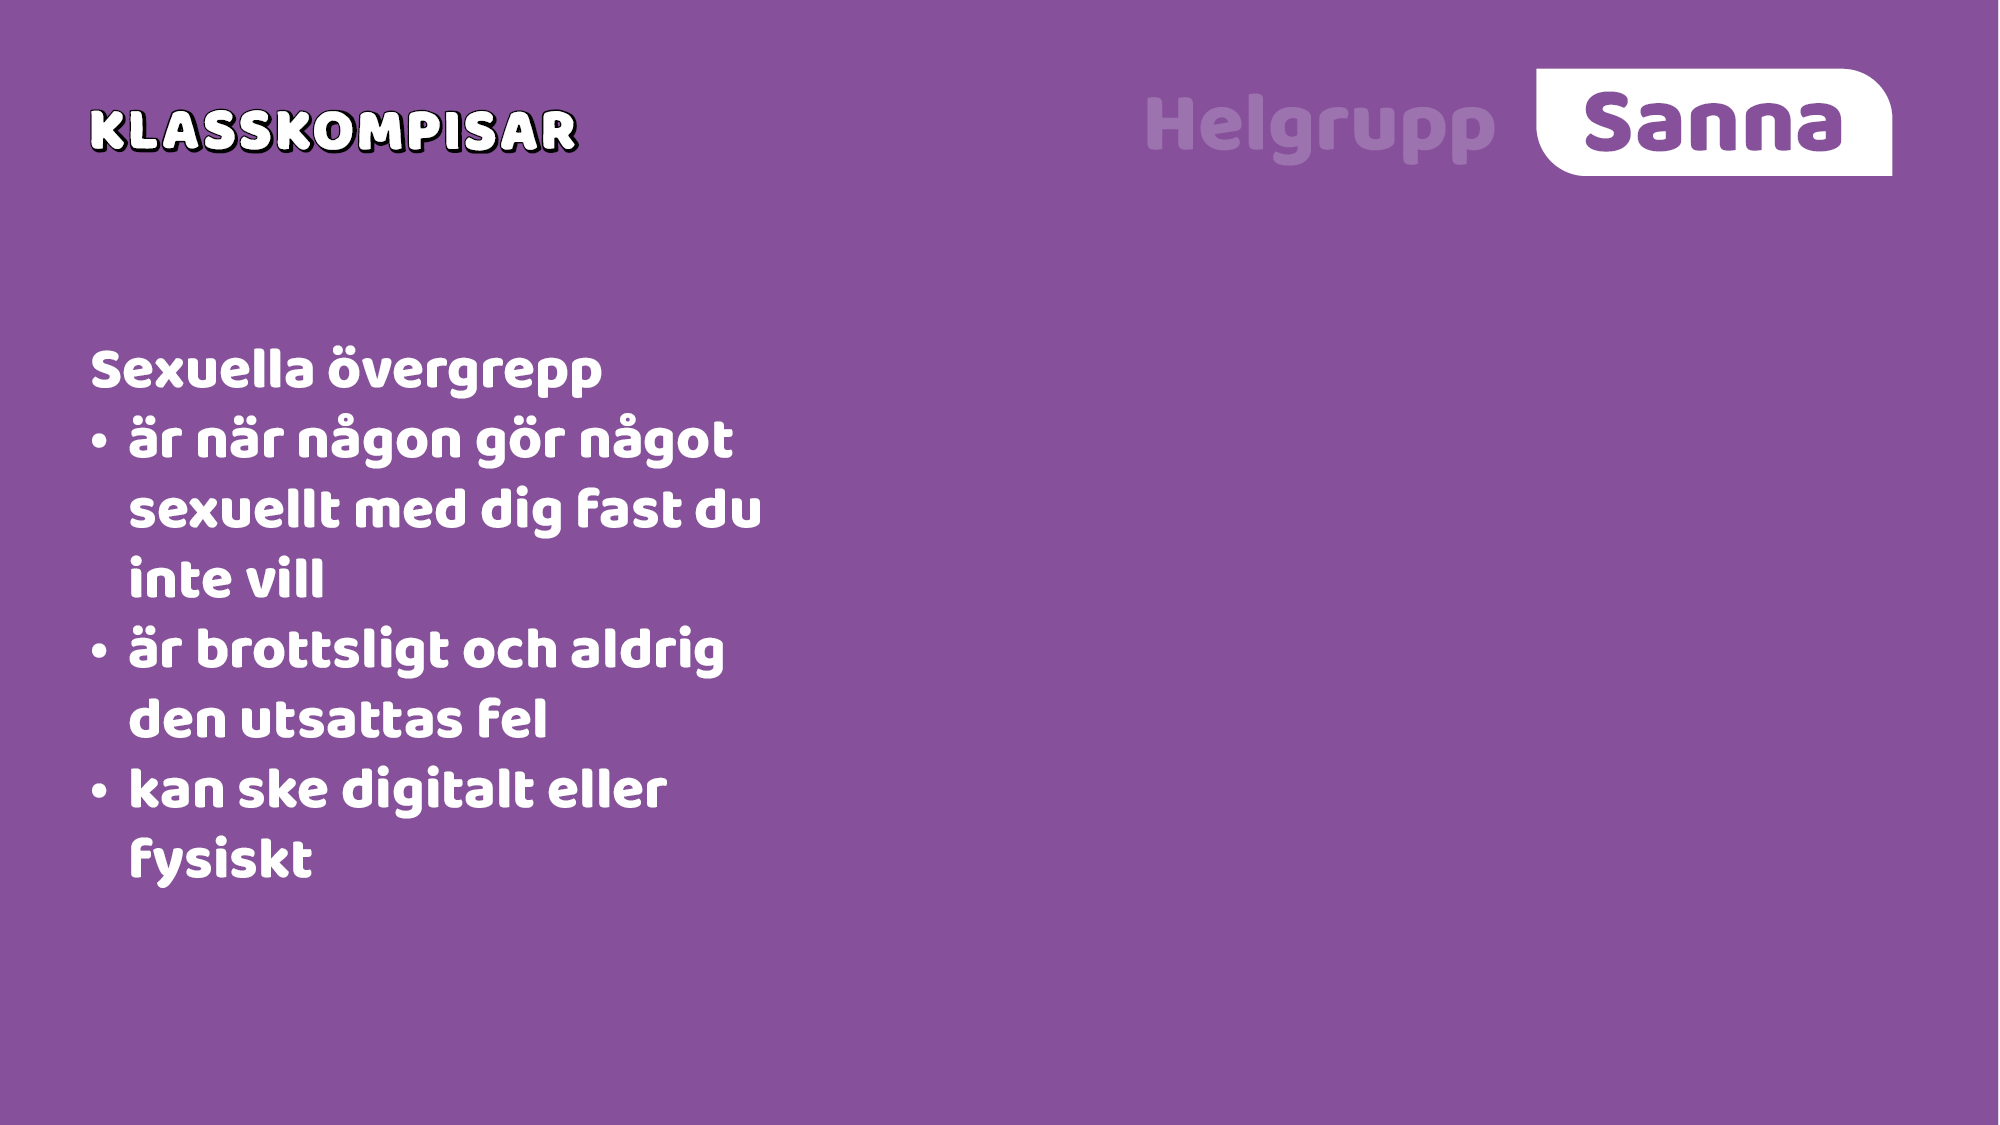 KLASSKOMPISAR
Helgrupp
Sanna
Sexuella övergrepp
• är när någon gör något
sexuellt med dig fast du
inte vill
• är brottsligt och aldrig
den utsattas fel
• kan ske digitalt eller
fysiskt